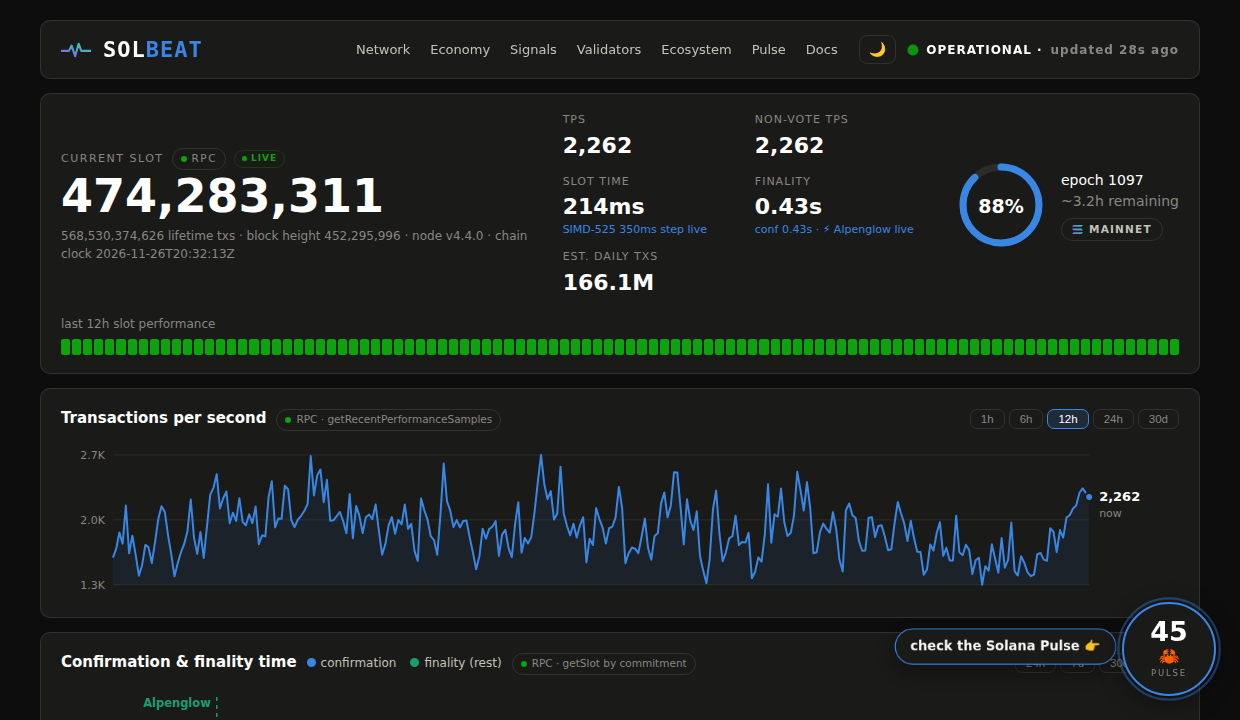 SOLBEAT
Network Economy Signals Validators Ecosystem Pulse Docs
OPERATIONAL · updated 28s ago
CURRENT SLOT RPC LIVE
474,283,311
568,530,374,626 lifetime txs · block height 452,295,996 · node v4.4.0 · chain
clock 2026-11-26T20:32:13Z
TPS
2,262
NON-VOTE TPS
2,262
SLOT TIME
214ms
SIMD-525 350ms step live
FINALITY
0.43s
conf 0.43s · ⚡ Alpenglow live
EST. DAILY TXS
166.1M
88%
epoch 1097
~3.2h remaining
MAINNET
last 12h slot performance
Transactions per second RPC · getRecentPerformanceSamples
1h 6h 12h 24h 30d
2.7K
2.0K
1.3K
2,262
now
Confirmation & finality time confirmation finality (rest) RPC · getSlot by commitment
Alpenglow
check the Solana Pulse 👉
45
PULSE